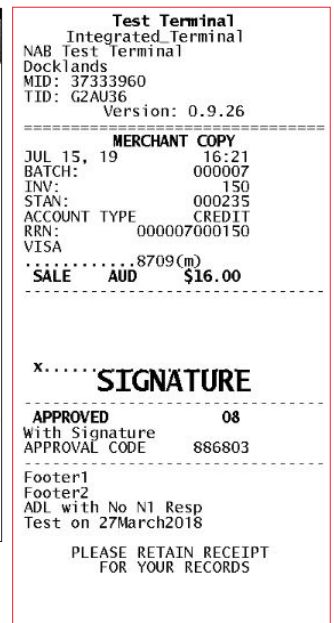 Test Terminal
Integrated_Terminal
NAB Test Terminal
Docklands
MID: 37333960
TID: G2AU36
Version: 0.9.26
================================
MERCHANT COPY
JUL 15, 19 16:21
BATCH: 000007
INV: 150
STAN: 000235
ACCOUNT TYPE CREDIT
RRN: 000007000150
VISA
............8709(m)
SALE AUD $16.00
--------------------------------
x..................
SIGNATURE
--------------------------------
APPROVED 08
With Signature
APPROVAL CODE 886803
--------------------------------
Footer1
Footer2
ADL with No N1 Resp
Test on 27March2018
PLEASE RETAIN RECEIPT
FOR YOUR RECORDS